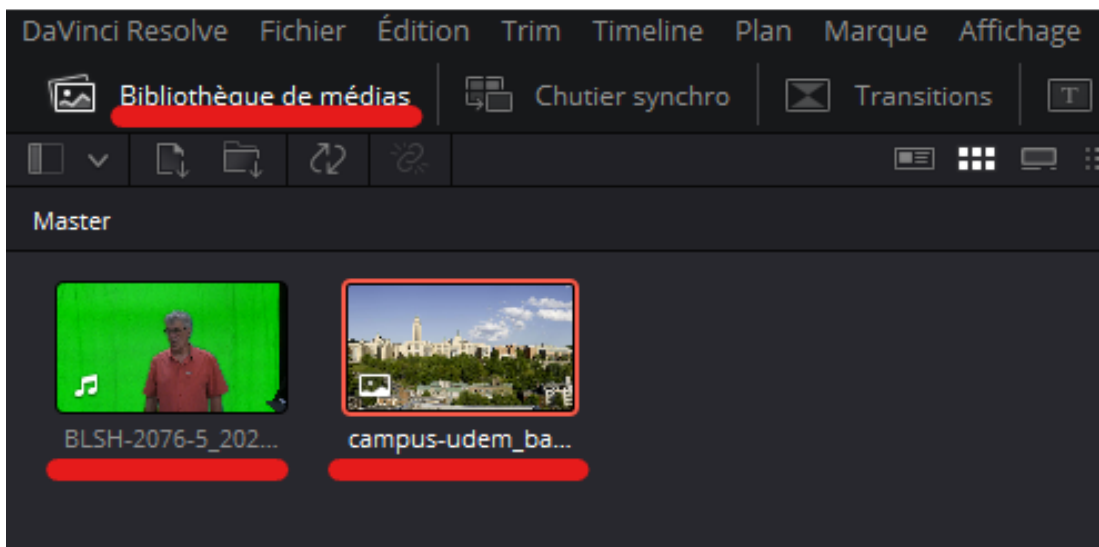 DaVinci Resolve Fichier Édition Trim Timeline Plan Marque Affichage
Bibliothèque de médias Chutier synchro Transitions T
Master
BLSH-2076-5_202... campus-udem_ba...